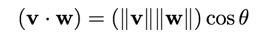 (v · w) = (‖v‖‖w‖) cos θ